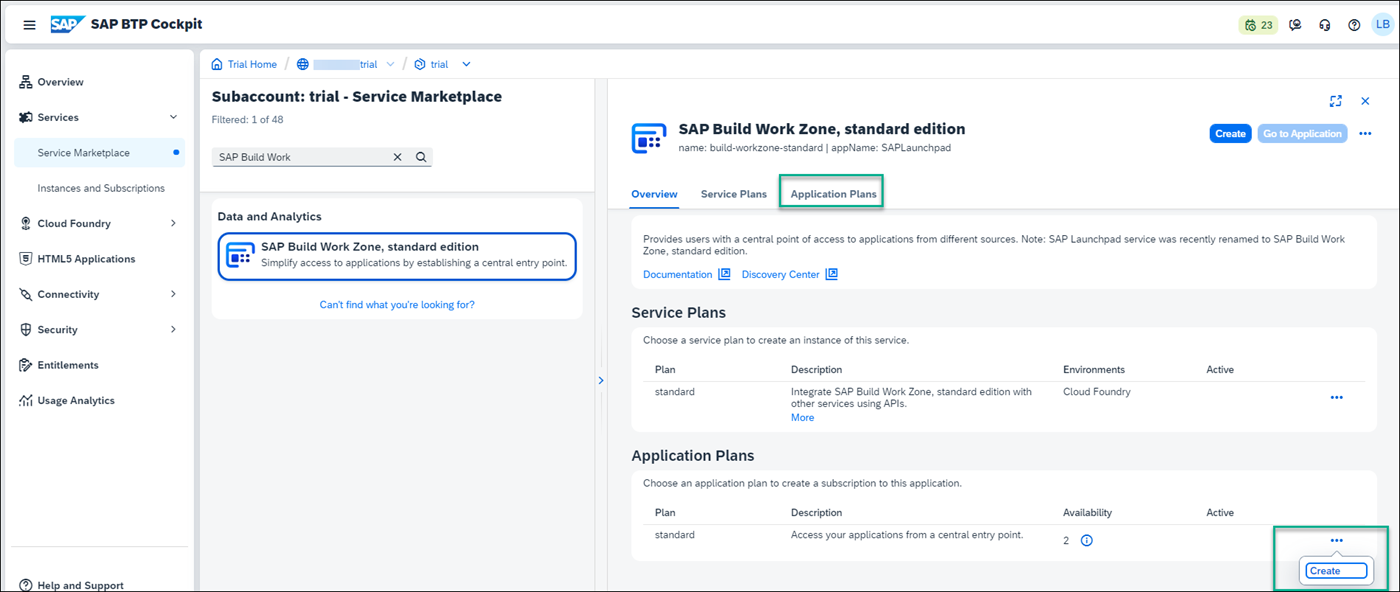 SAP SAP BTP Cockpit
23
LB
Overview
Services
Service Marketplace
Instances and Subscriptions
Cloud Foundry
HTML5 Applications
Connectivity
Security
Entitlements
Usage Analytics
Help and Support
Trial Home / trial / trial
Subaccount: trial - Service Marketplace
Filtered: 1 of 48
SAP Build Work
Data and Analytics
SAP Build Work Zone, standard edition
Simplify access to applications by establishing a central entry point.
Can't find what you're looking for?
SAP Build Work Zone, standard edition
name: build-workzone-standard | appName: SAPLaunchpad
Create Go to Application
Overview Service Plans Application Plans
Provides users with a central point of access to applications from different sources. Note: SAP Launchpad service was recently renamed to SAP Build Work
Zone, standard edition.
Documentation Discovery Center
Service Plans
Choose a service plan to create an instance of this service.
Plan Description Environments Active
standard Integrate SAP Build Work Zone, standard edition with Cloud Foundry
other services using APIs.
More
Application Plans
Choose an application plan to create a subscription to this application.
Plan Description Availability Active
standard Access your applications from a central entry point. 2
Create